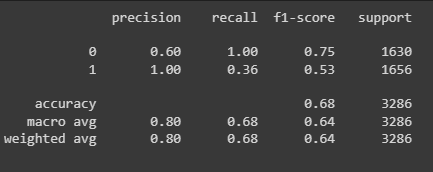 precision recall f1-score support
0 0.60 1.00 0.75 1630
1 1.00 0.36 0.53 1656
accuracy 0.68 3286
macro avg 0.80 0.68 0.64 3286
weighted avg 0.80 0.68 0.64 3286